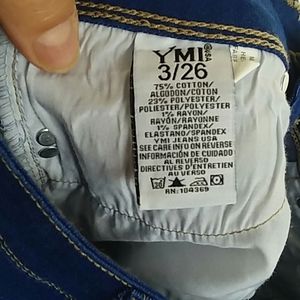 YMI
3/26
75% COTTON/
ALGODON/COTON
23% POLYESTER/
POLIESTER/POLYESTER
1% RAYON/
RAYON/RAYONNE
1% SPANDEX/
ELASTANO/SPANDEX
YMI JEANS USA
SEE CARE INFO ON REVERSE
INFORMACION DE CUIDADO
AL REVERSO
DIRECTIVES D'ENTRETIEN
AU VERSO
RN: 104369